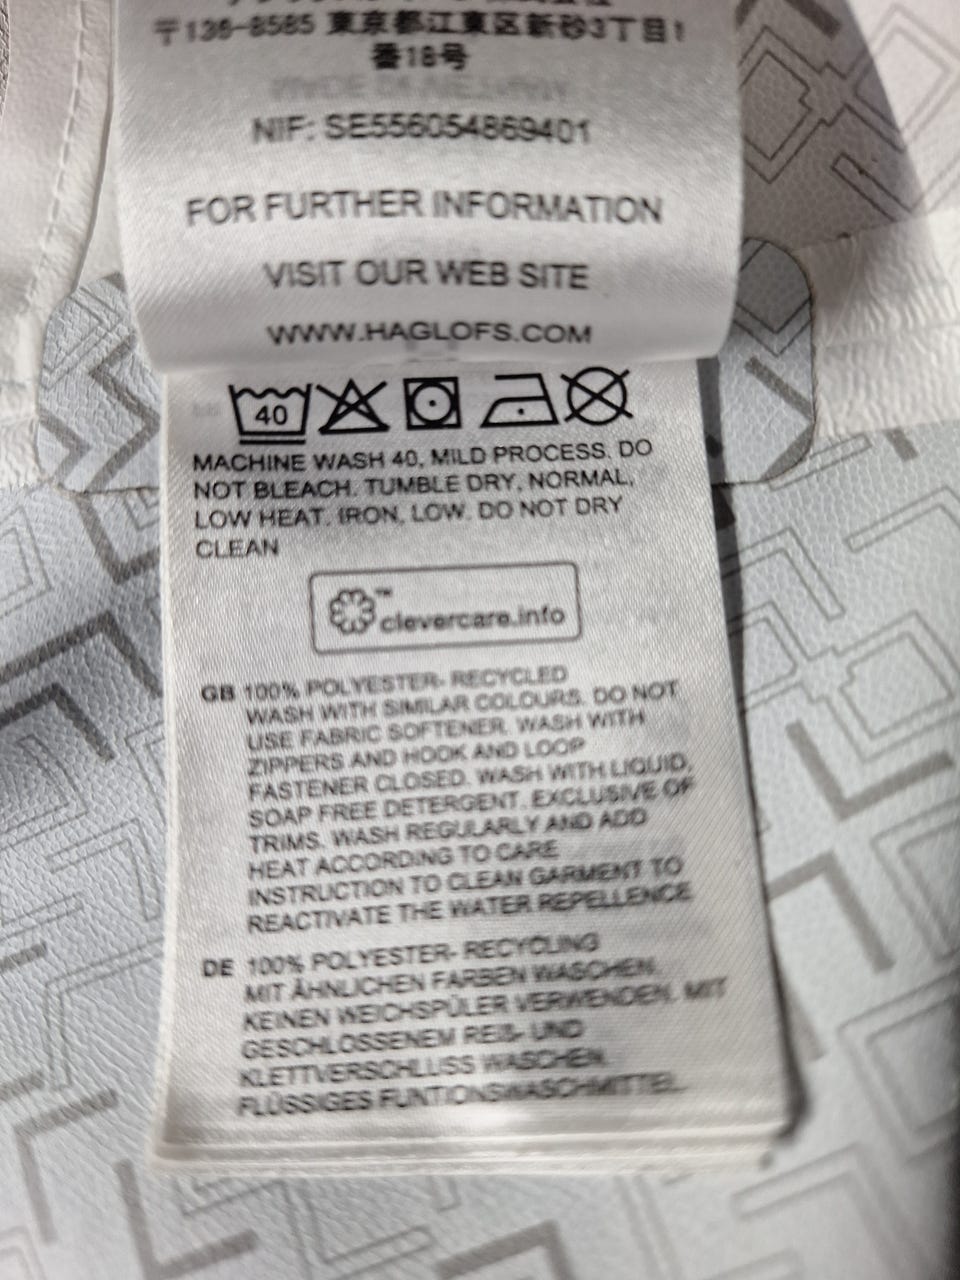 〒136-8585 東京都江東区新砂3丁目1
番18号
NIF: SE556054869401
FOR FURTHER INFORMATION
VISIT OUR WEB SITE
WWW.HAGLOFS.COM
40
MACHINE WASH 40, MILD PROCESS. DO
NOT BLEACH. TUMBLE DRY, NORMAL,
LOW HEAT. IRON, LOW. DO NOT DRY
CLEAN
™
clevercare.info
GB 100% POLYESTER- RECYCLED
WASH WITH SIMILAR COLOURS. DO NOT
USE FABRIC SOFTENER. WASH WITH
ZIPPERS AND HOOK AND LOOP
FASTENER CLOSED. WASH WITH LIQUID,
SOAP FREE DETERGENT. EXCLUSIVE OF
TRIMS. WASH REGULARLY AND ADD
HEAT ACCORDING TO CARE
INSTRUCTION TO CLEAN GARMENT TO
REACTIVATE THE WATER REPELLENCE
DE 100% POLYESTER- RECYCLING
MIT ÄHNLICHEN FARBEN WASCHEN.
KEINEN WEICHSPÜLER VERWENDEN. MIT
GESCHLOSSENEM REIß- UND
KLETTVERSCHLUSS WASCHEN.
FLÜSSIGES FUNTIONSWASCHMITTEL